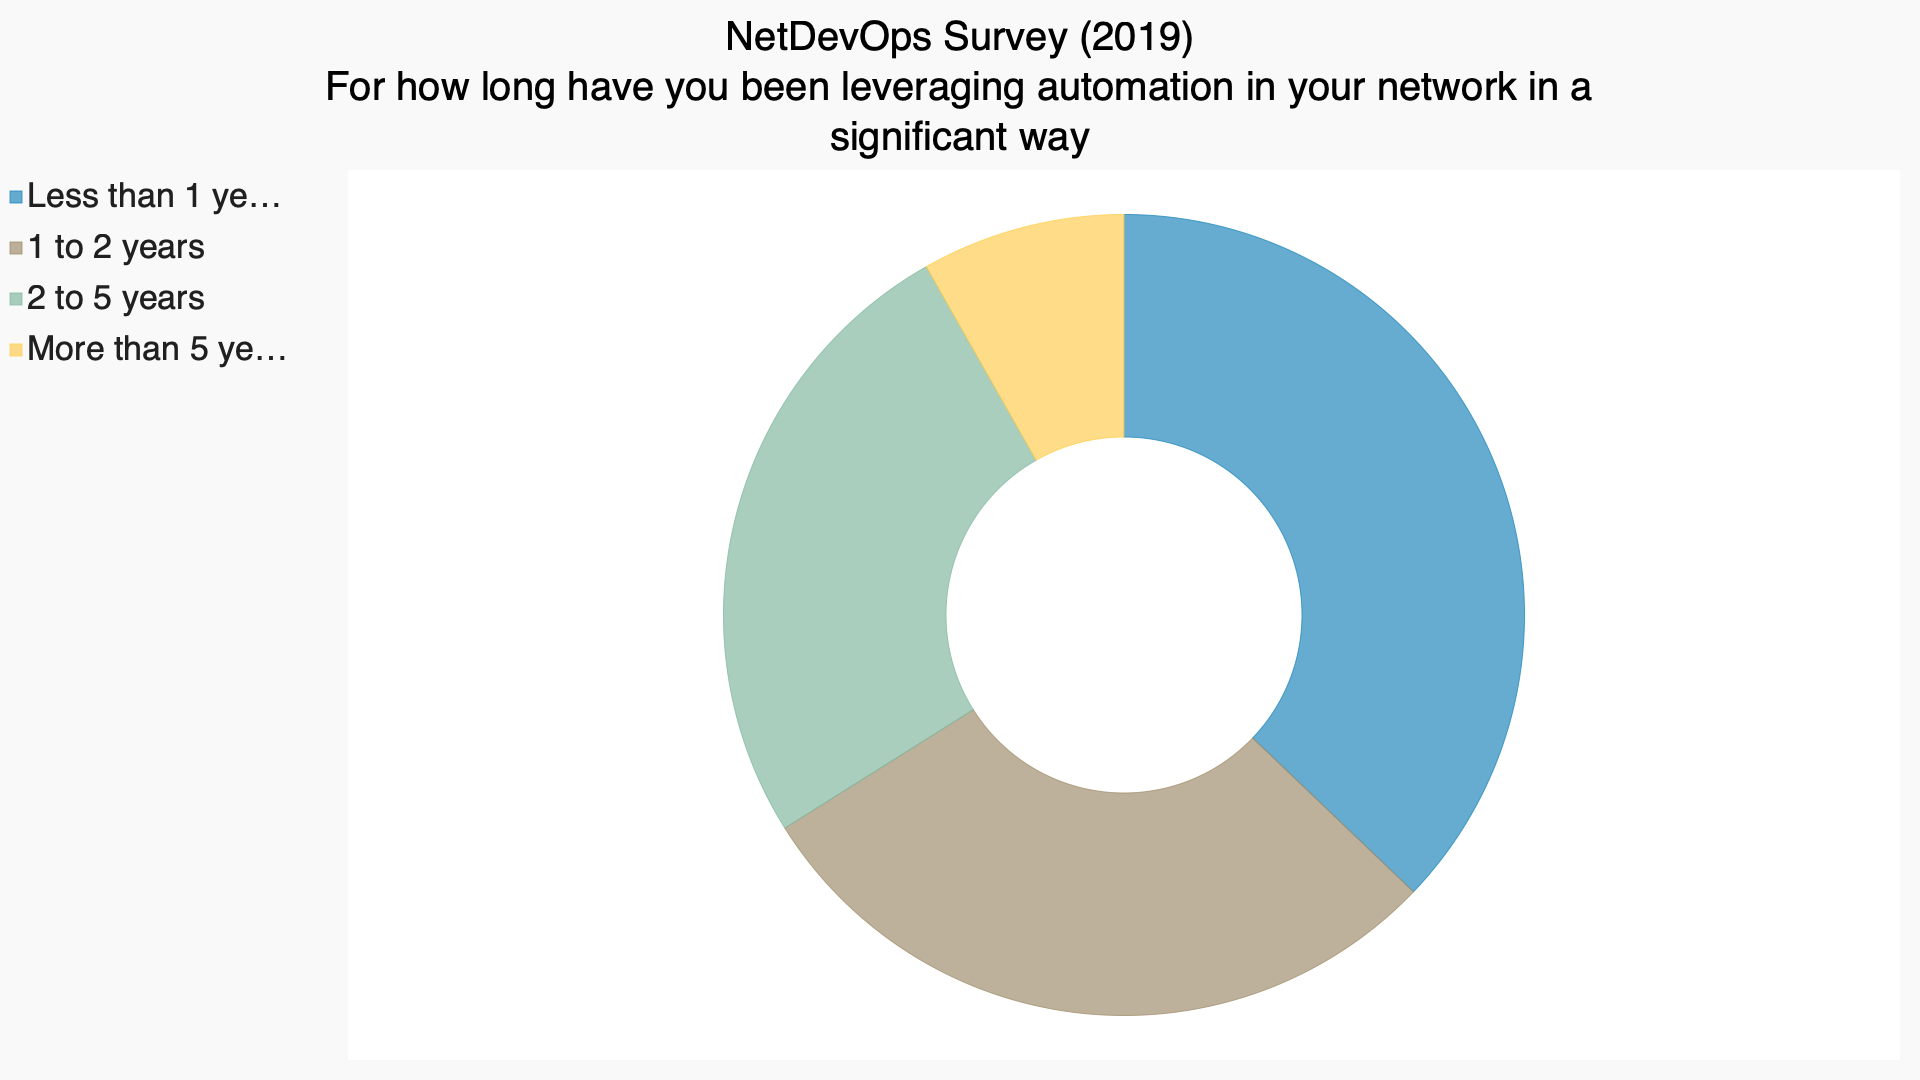 NetDevOps Survey (2019)
For how long have you been leveraging automation in your network in a
significant way
Less than 1 ye…
1 to 2 years
2 to 5 years
More than 5 ye…